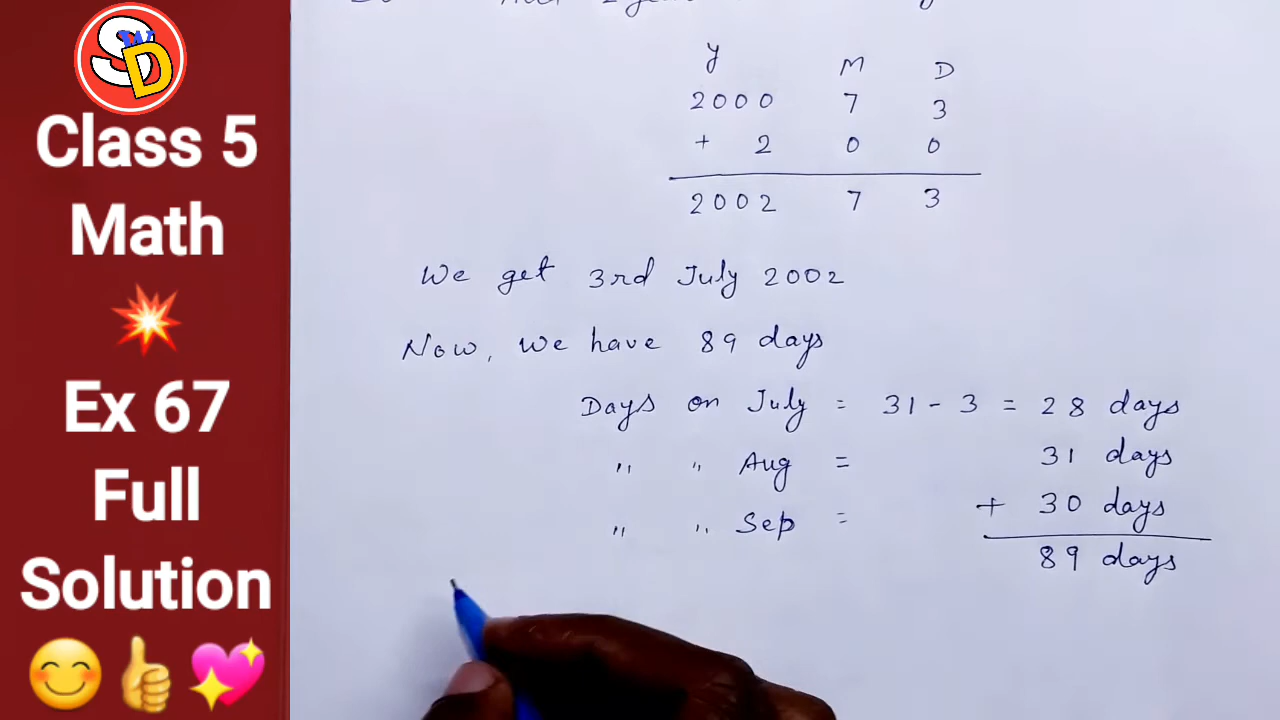 SWD
Class 5
Math
Ex 67
Full
Solution
Y M D
2000 7 3
+ 2 0 0
2002 7 3
We get 3rd July 2002
Now, we have 89 days
Days on July = 31 - 3 = 28 days
" " Aug = 31 days
" " Sep = + 30 days
89 days